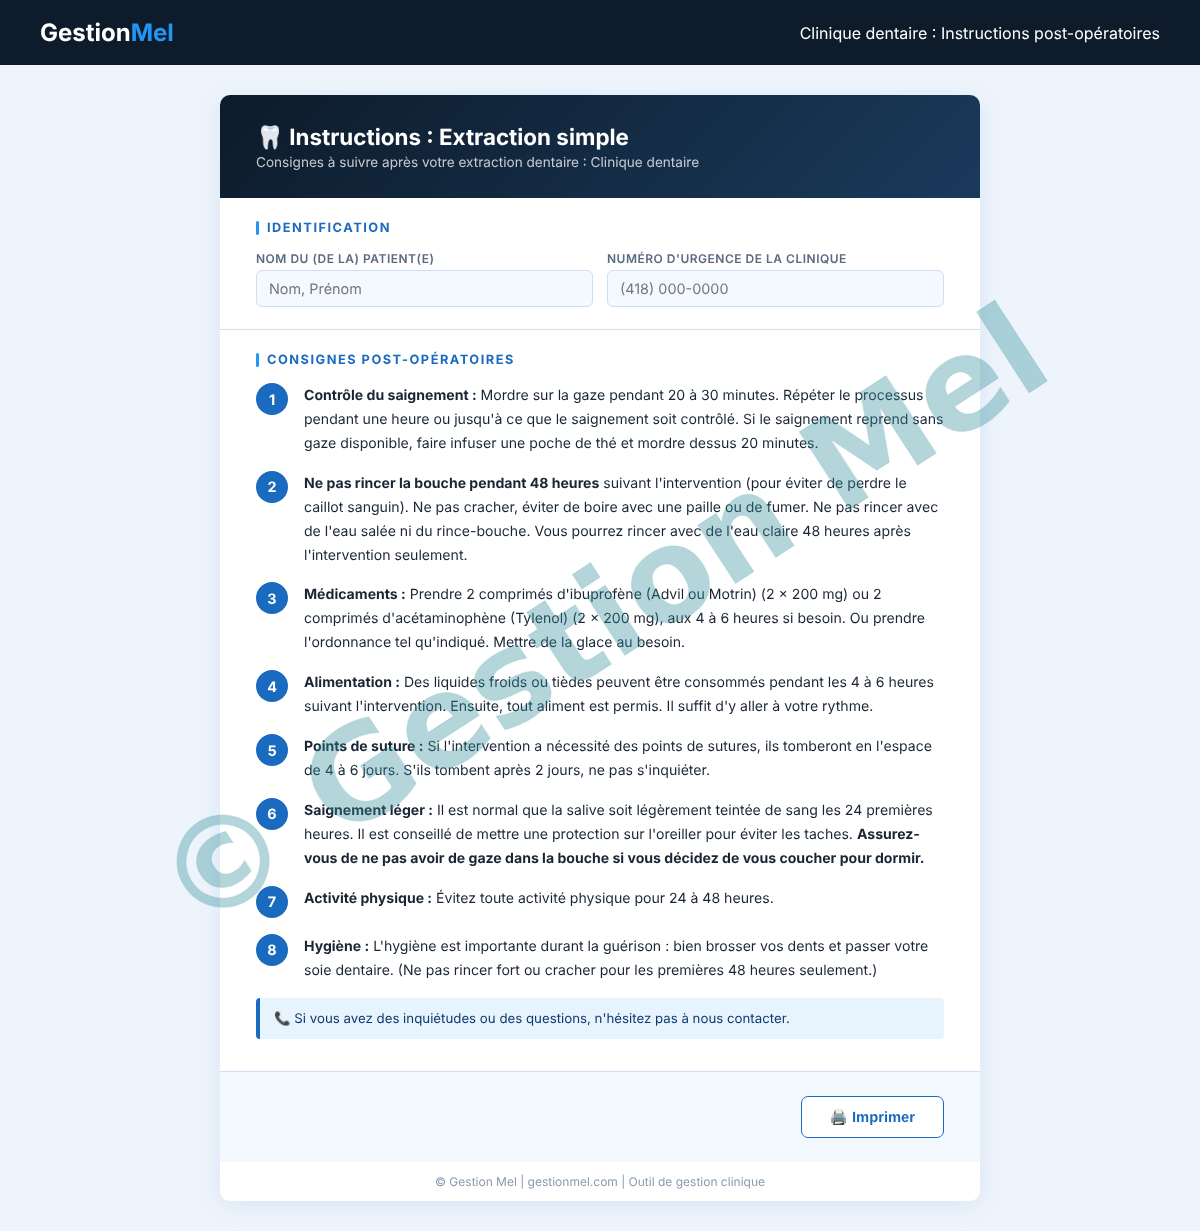 GestionMel
Clinique dentaire : Instructions post-opératoires
🦷 Instructions : Extraction simple
Consignes à suivre après votre extraction dentaire : Clinique dentaire
IDENTIFICATION
NOM DU (DE LA) PATIENT(E)
NUMÉRO D'URGENCE DE LA CLINIQUE
Nom, Prénom
(418) 000-0000
CONSIGNES POST-OPÉRATOIRES
1 Contrôle du saignement : Mordre sur la gaze pendant 20 à 30 minutes. Répéter le processus
pendant une heure ou jusqu'à ce que le saignement soit contrôlé. Si le saignement reprend sans
gaze disponible, faire infuser une poche de thé et mordre dessus 20 minutes.
2 Ne pas rincer la bouche pendant 48 heures suivant l'intervention (pour éviter de perdre le
caillot sanguin). Ne pas cracher, éviter de boire avec une paille ou de fumer. Ne pas rincer avec
de l'eau salée ni du rince-bouche. Vous pourrez rincer avec de l'eau claire 48 heures après
l'intervention seulement.
3 Médicaments : Prendre 2 comprimés d'ibuprofène (Advil ou Motrin) (2 × 200 mg) ou 2
comprimés d'acétaminophène (Tylenol) (2 × 200 mg), aux 4 à 6 heures si besoin. Ou prendre
l'ordonnance tel qu'indiqué. Mettre de la glace au besoin.
4 Alimentation : Des liquides froids ou tièdes peuvent être consommés pendant les 4 à 6 heures
suivant l'intervention. Ensuite, tout aliment est permis. Il suffit d'y aller à votre rythme.
5 Points de suture : Si l'intervention a nécessité des points de sutures, ils tomberont en l'espace
de 4 à 6 jours. S'ils tombent après 2 jours, ne pas s'inquiéter.
6 Saignement léger : Il est normal que la salive soit légèrement teintée de sang les 24 premières
heures. Il est conseillé de mettre une protection sur l'oreiller pour éviter les taches. Assurez-
vous de ne pas avoir de gaze dans la bouche si vous décidez de vous coucher pour dormir.
7 Activité physique : Évitez toute activité physique pour 24 à 48 heures.
8 Hygiène : L'hygiène est importante durant la guérison : bien brosser vos dents et passer votre
soie dentaire. (Ne pas rincer fort ou cracher pour les premières 48 heures seulement.)
📞 Si vous avez des inquiétudes ou des questions, n'hésitez pas à nous contacter.
🖨️ Imprimer
© Gestion Mel | gestionmel.com | Outil de gestion clinique
© Gestion Mel